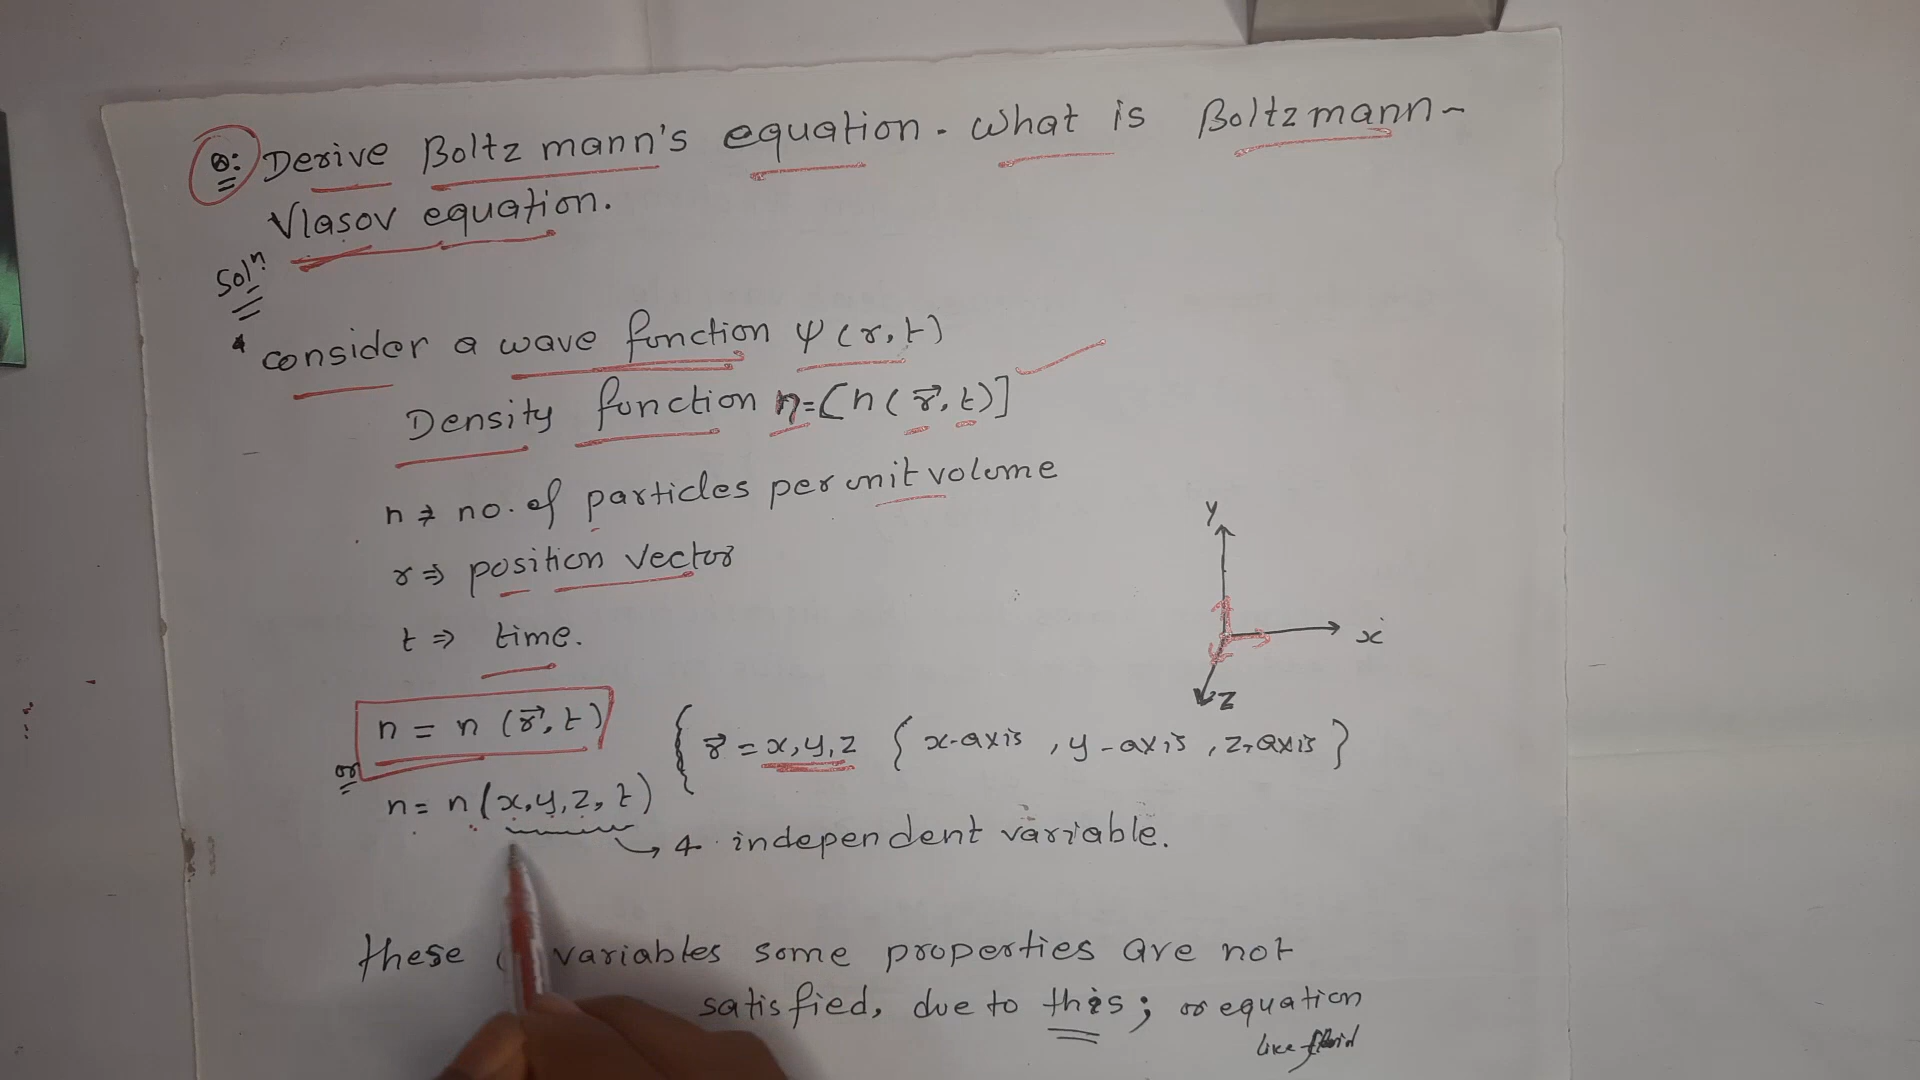 Q: Derive Boltzmann's equation. What is Boltzmann-
Vlasov equation.
Solⁿ
* consider a wave function ψ(r,t)
Density function n=[n(r⃗,t)]
n ⇒ no. of particles per unit volume
r ⇒ position vector
t ⇒ time.
y
x
z
n = n (r⃗, t) { r⃗ = x,y,z { x-axis , y-axis , z-axis }
or
n = n(x,y,z, t)
↳ 4 independent variable.
these variables some properties are not
satisfied, due to this; or equation
like fluid